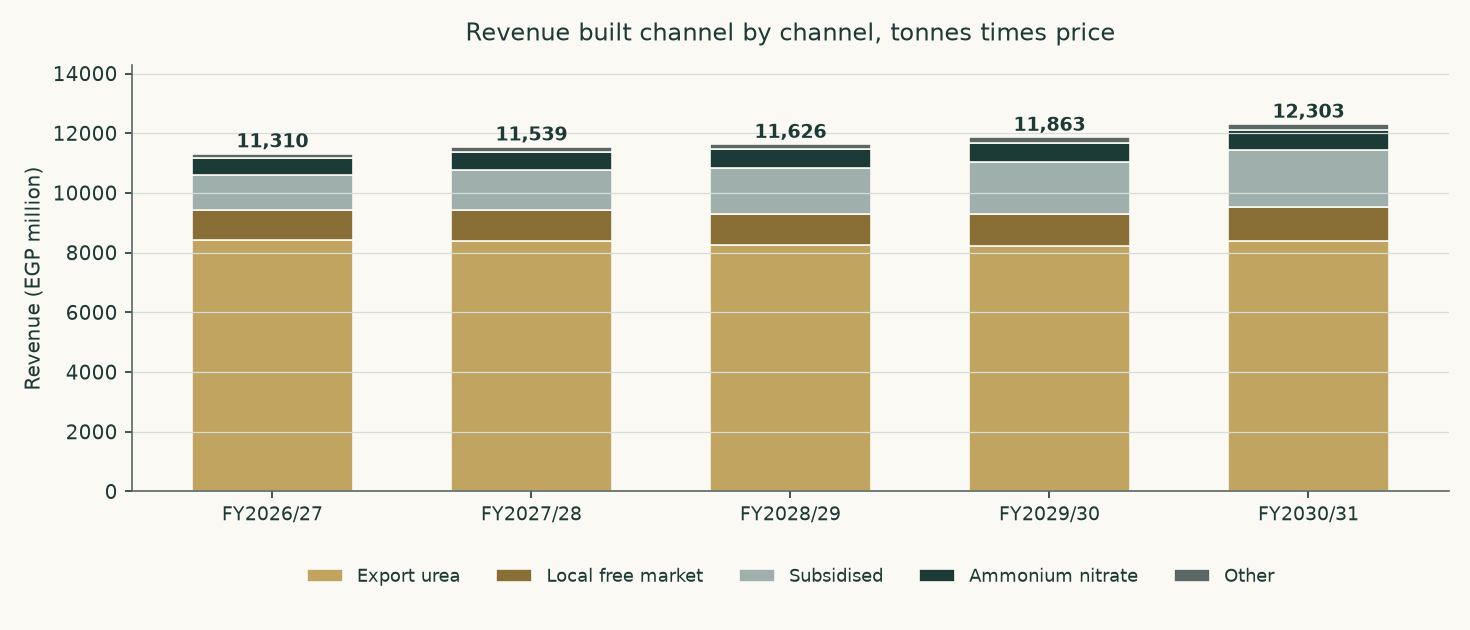 Revenue built channel by channel, tonnes times price
Revenue (EGP million)
14000
12000
10000
8000
6000
4000
2000
0
11,310
11,539
11,626
11,863
12,303
FY2026/27
FY2027/28
FY2028/29
FY2029/30
FY2030/31
Export urea
Local free market
Subsidised
Ammonium nitrate
Other